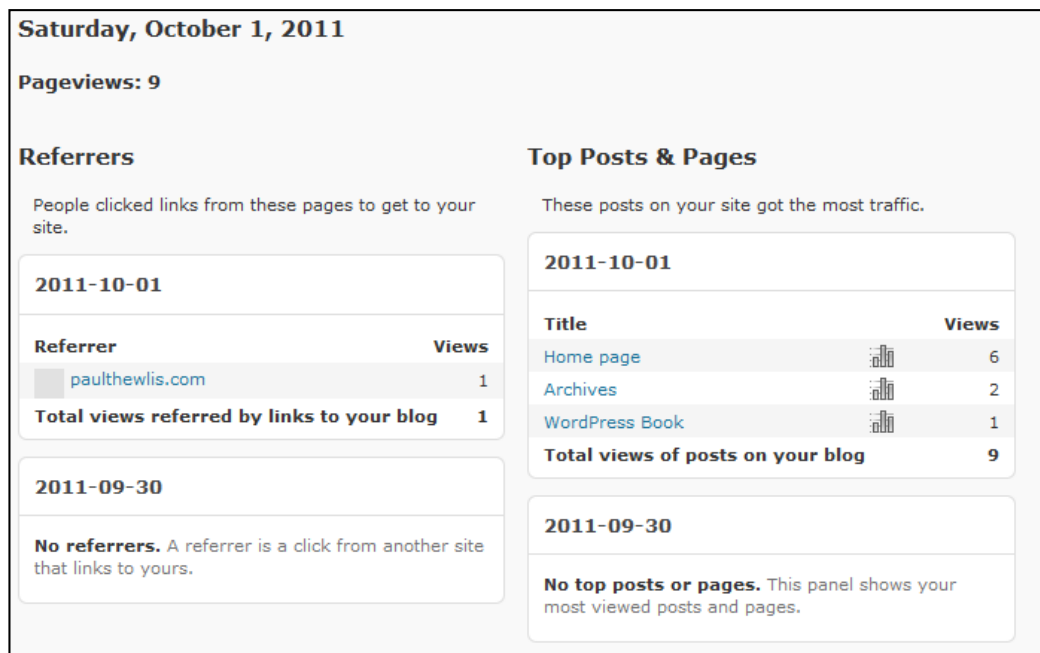 Saturday, October 1, 2011
Pageviews: 9
Referrers
People clicked links from these pages to get to your
site.
2011-10-01
Referrer Views
paulthewlis.com 1
Total views referred by links to your blog 1
2011-09-30
No referrers. A referrer is a click from another site
that links to yours.
Top Posts & Pages
These posts on your site got the most traffic.
2011-10-01
Title Views
Home page 6
Archives 2
WordPress Book 1
Total views of posts on your blog 9
2011-09-30
No top posts or pages. This panel shows your
most viewed posts and pages.